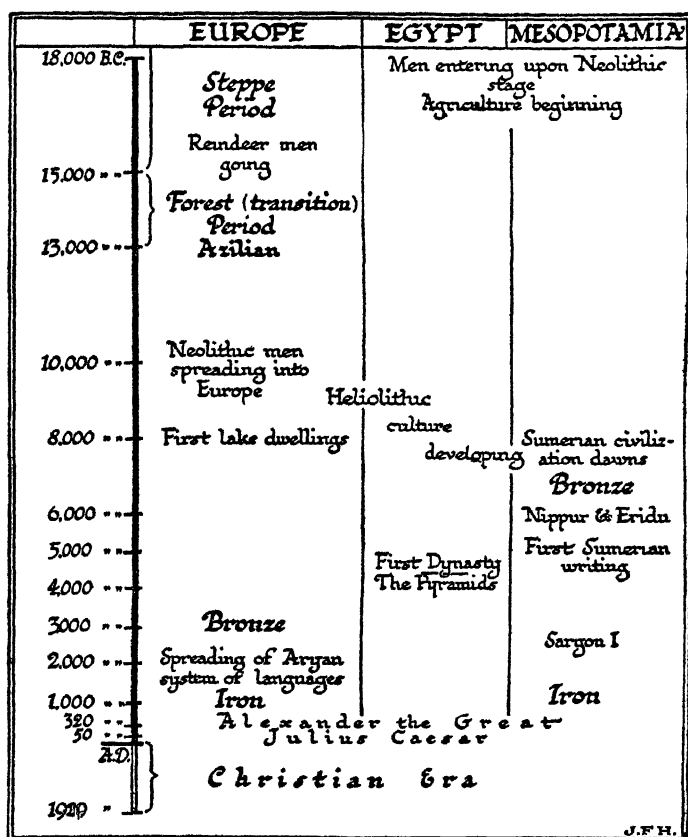 EUROPE EGYPT MESOPOTAMIA
18,000 B.C.
Steppe
Period
Men entering upon Neolithic
stage
Agriculture beginning
Reindeer men
going
15,000 " "
Forest (transition)
Period
13,000 " "
Azilian
10,000 " "
Neolithic men
spreading into
Europe
Heliolithic
culture
developing
8,000 " "
First lake dwellings
Sumerian civiliz-
ation dawns
Bronze
6,000 " "
Nippur & Eridu
5,000 " "
First Dynasty
The Pyramids
First Sumerian
writing
4,000 " "
3000 " "
Bronze
Sargon I
2,000 " "
Spreading of Aryan
system of languages
1,000 " "
Iron
Iron
320 " "
Alexander the Great
50 " "
Julius Caesar
A.D.
Christian Era
"
J.F.H.